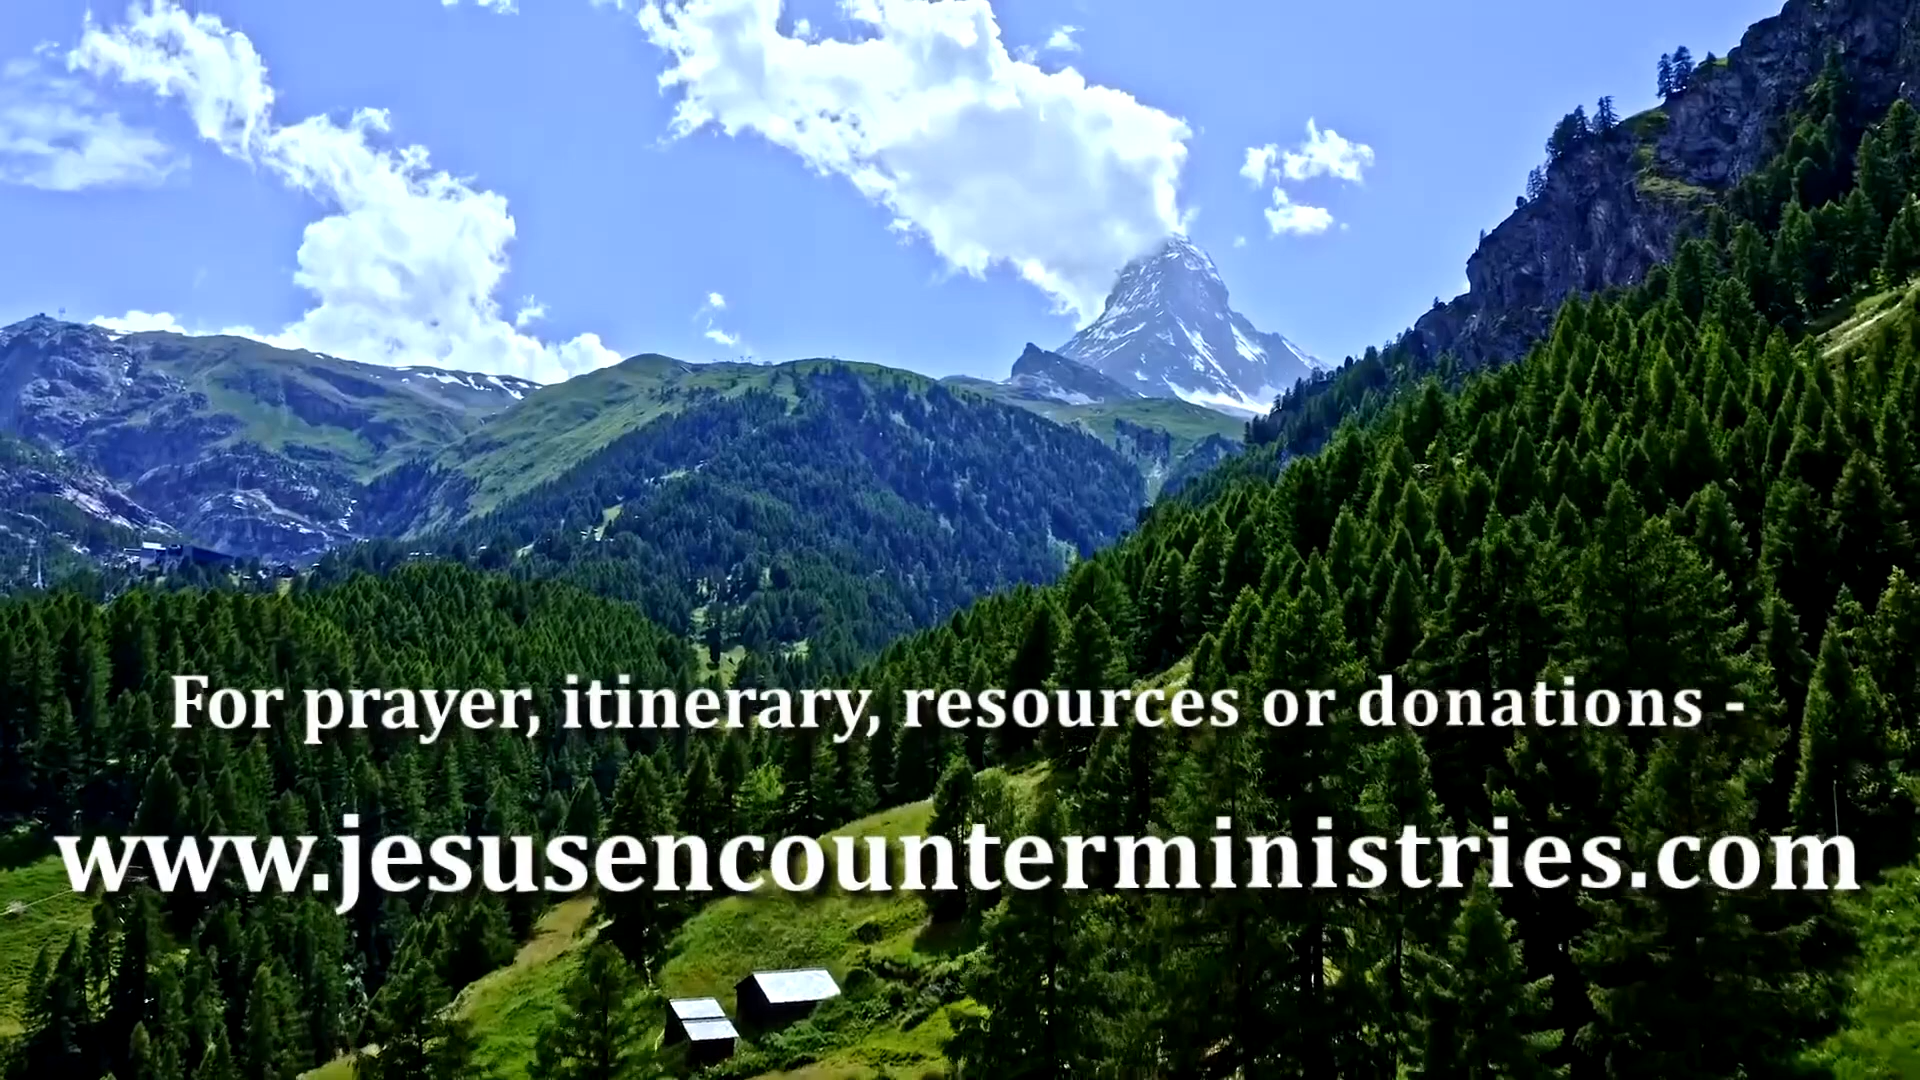 For prayer, itinerary, resources or donations -
www.jesusencounterministries.com